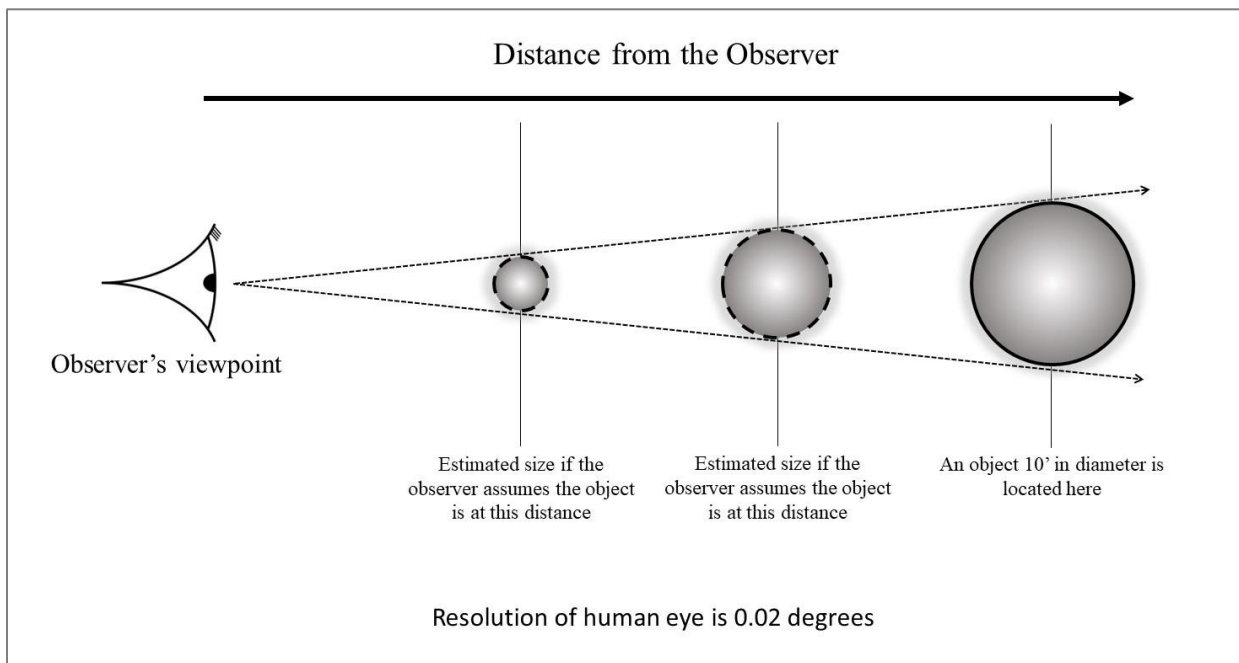 Distance from the Observer
Observer’s viewpoint
Estimated size if the
observer assumes the object
is at this distance
Estimated size if the
observer assumes the object
is at this distance
An object 10’ in diameter is
located here
Resolution of human eye is 0.02 degrees